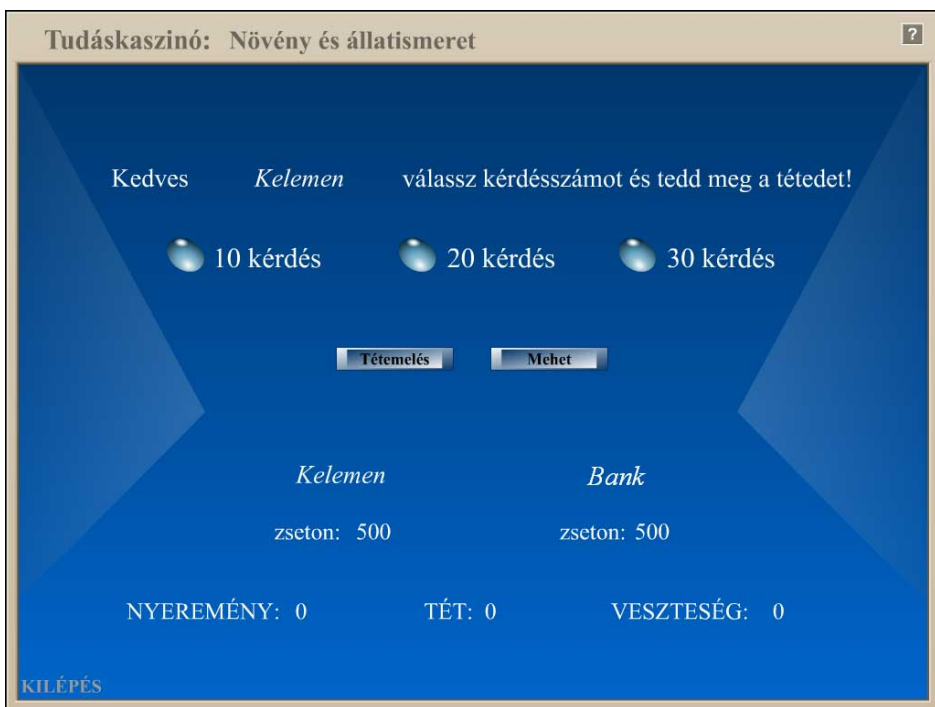 Tudáskaszinó: Növény és állatismeret ?
Kedves Kelemen válassz kérdésszámot és tedd meg a tétedet!
10 kérdés 20 kérdés 30 kérdés
Tétemelés Mehet
Kelemen Bank
zseton: 500 zseton: 500
NYEREMÉNY: 0 TÉT: 0 VESZTESÉG: 0
KILÉPÉS